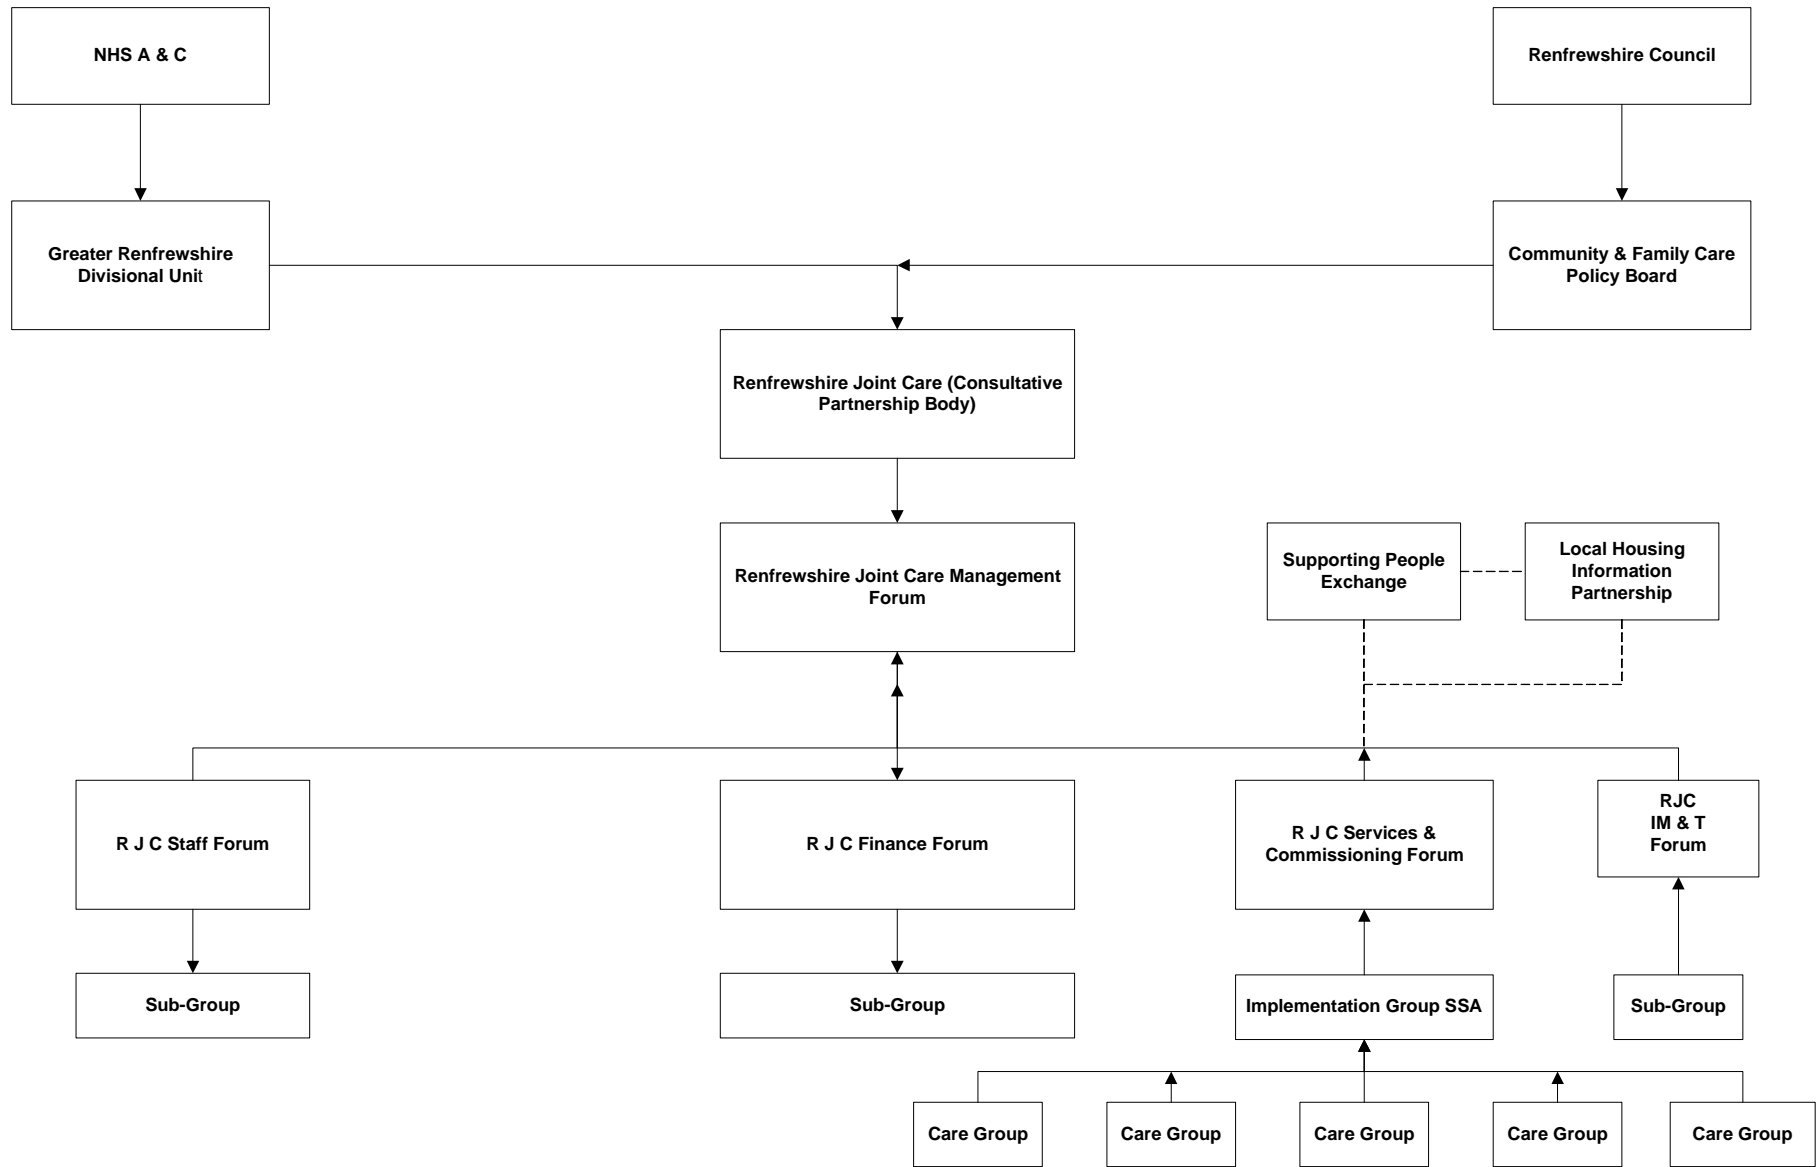 NHS A & C
Renfrewshire Council
Greater Renfrewshire
Divisional Unit
Community & Family Care
Policy Board
Renfrewshire Joint Care (Consultative
Partnership Body)
Renfrewshire Joint Care Management
Forum
Supporting People
Exchange
Local Housing
Information
Partnership
R J C Staff Forum
R J C Finance Forum
R J C Services &
Commissioning Forum
RJC
IM & T
Forum
Sub-Group
Sub-Group
Implementation Group SSA
Sub-Group
Care Group
Care Group
Care Group
Care Group
Care Group